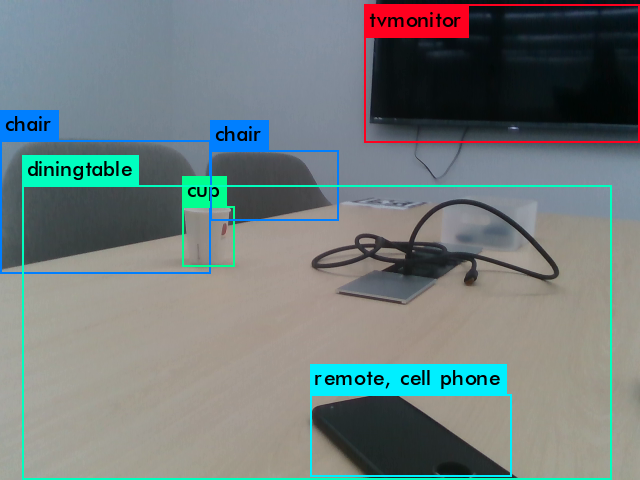 tvmonitor
chair
chair
diningtable
cup
remote, cell phone